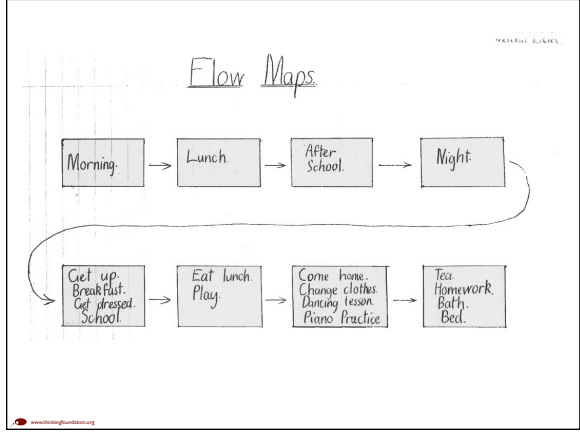 Flow Maps.
Morning.
Lunch.
After
School.
Night.
Get up.
Breakfast.
Get dressed.
School.
Eat lunch.
Play.
Come home.
Change clothes.
Dancing lesson.
Piano Practice
Tea.
Homework.
Bath.
Bed.
www.thinkingfoundation.org